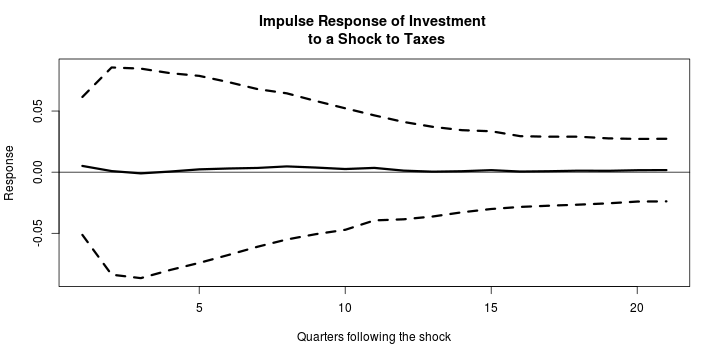 Impulse Response of Investment
to a Shock to Taxes
Response
0.05
0.00
-0.05
5
10
15
20
Quarters following the shock